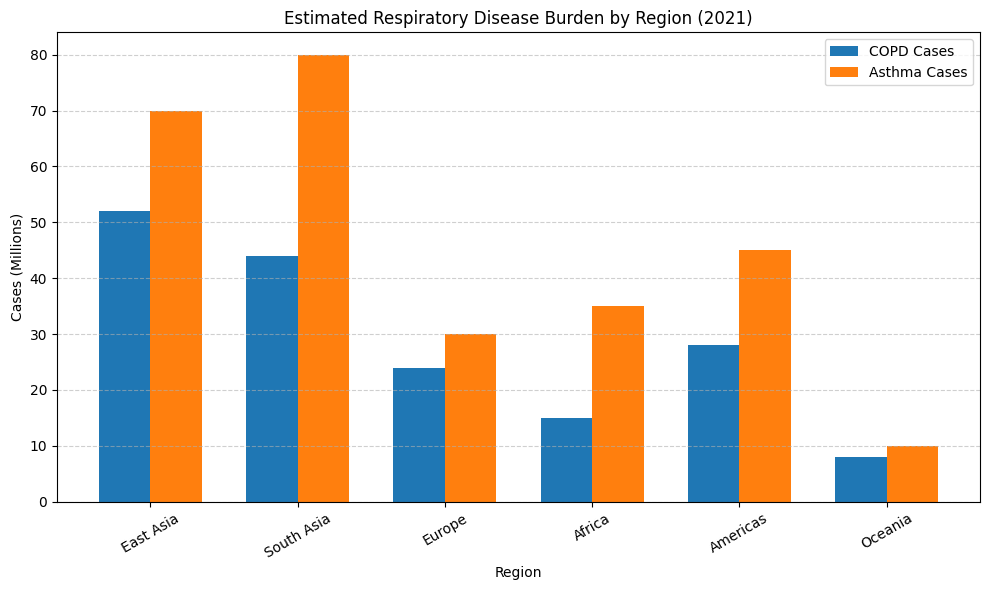 Estimated Respiratory Disease Burden by Region (2021)
COPD Cases
Asthma Cases
Cases (Millions)
80
70
60
50
40
30
20
10
0
East Asia
South Asia
Europe
Africa
Americas
Oceania
Region